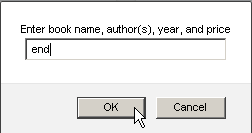 Enter book name, author(s), year, and price
end
OK
Cancel